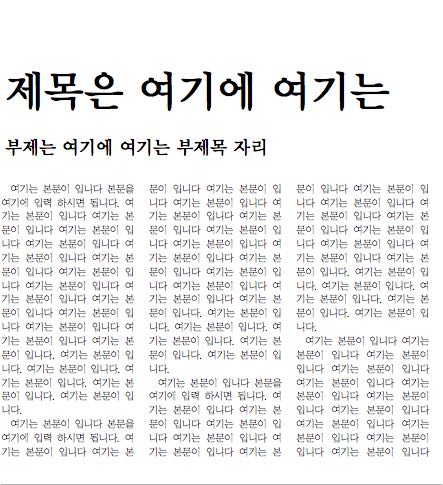 제목은 여기에 여기는
부제는 여기에 여기는 부제목 자리
여기는 본문이 입니다 본문을
여기에 입력 하시면 됩니다. 여
기는 본문이 입니다 여기는 본
문이 입니다 여기는 본문이 입
니다 여기는 본문이 입니다 여
기는 본문이 입니다 여기는 본
문이 입니다 여기는 본문이 입
니다 여기는 본문이 입니다 여
기는 본문이 입니다 여기는 본
문이 입니다 여기는 본문이 입
니다 여기는 본문이 입니다 여
기는 본문이 입니다 여기는 본
문이 입니다. 여기는 본문이 입
니다. 여기는 본문이 입니다. 여
기는 본문이 입니다. 여기는 본
문이 입니다. 여기는 본문이 입
니다.
여기는 본문이 입니다 본문을
여기에 입력 하시면 됩니다. 여
기는 본문이 입니다 여기는 본
문이 입니다 여기는 본문이 입
니다 여기는 본문이 입니다 여
기는 본문이 입니다 여기는 본
문이 입니다 여기는 본문이 입
니다 여기는 본문이 입니다 여
기는 본문이 입니다 여기는 본
문이 입니다 여기는 본문이 입
니다 여기는 본문이 입니다 여
기는 본문이 입니다 여기는 본
문이 입니다. 여기는 본문이 입
니다. 여기는 본문이 입니다. 여
기는 본문이 입니다. 여기는 본
문이 입니다. 여기는 본문이 입
니다.
여기는 본문이 입니다 본문을
여기에 입력 하시면 됩니다. 여
기는 본문이 입니다 여기는 본
문이 입니다 여기는 본문이 입
니다 여기는 본문이 입니다 여
기는 본문이 입니다 여기는 본
문이 입니다 여기는 본문이 입
니다 여기는 본문이 입니다 여
기는 본문이 입니다 여기는 본
문이 입니다 여기는 본문이 입
니다 여기는 본문이 입니다 여
기는 본문이 입니다 여기는 본
문이 입니다. 여기는 본문이 입
니다. 여기는 본문이 입니다. 여
기는 본문이 입니다. 여기는 본
문이 입니다. 여기는 본문이 입
니다.
여기는 본문이 입니다 여기는
본문이 입니다 여기는 본문이
입니다 여기는 본문이 입니다
여기는 본문이 입니다 여기는
본문이 입니다 여기는 본문이
입니다 여기는 본문이 입니다
여기는 본문이 입니다 여기는
본문이 입니다 여기는 본문이
입니다 여기는 본문이 입니다